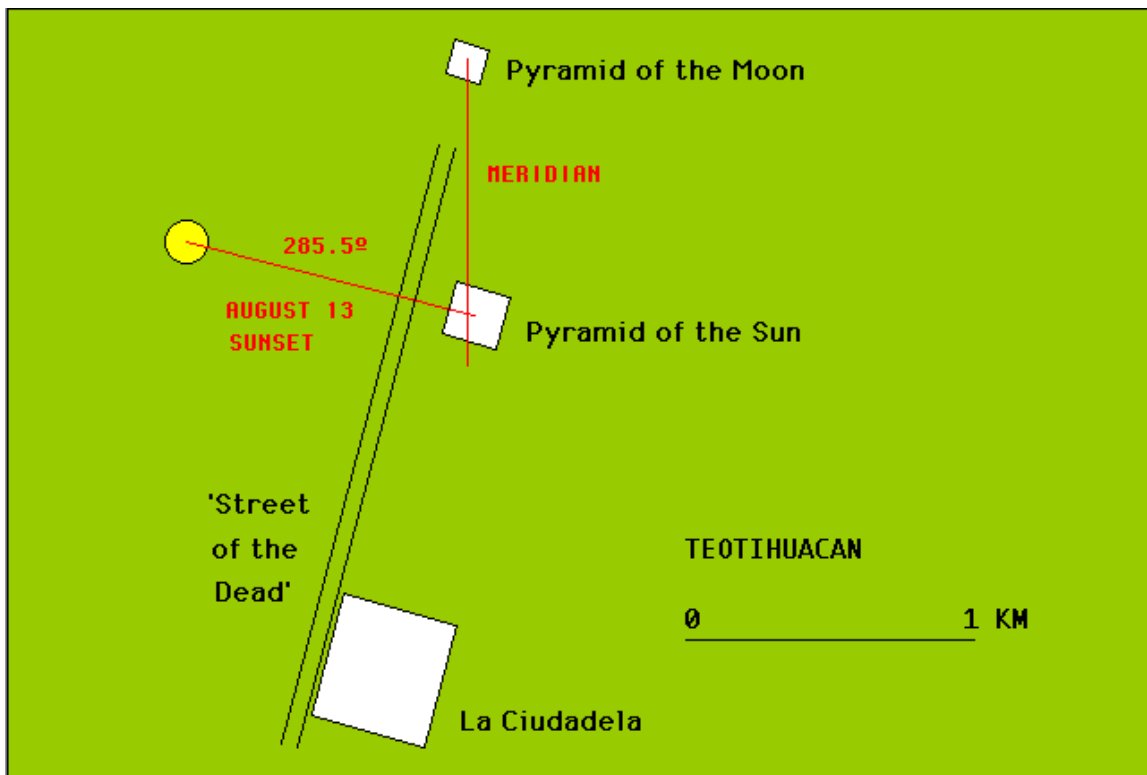 Pyramid of the Moon
MERIDIAN
285.5º
AUGUST 13
SUNSET
Pyramid of the Sun
'Street
of the
Dead'
TEOTIHUACAN
0 1 KM
La Ciudadela